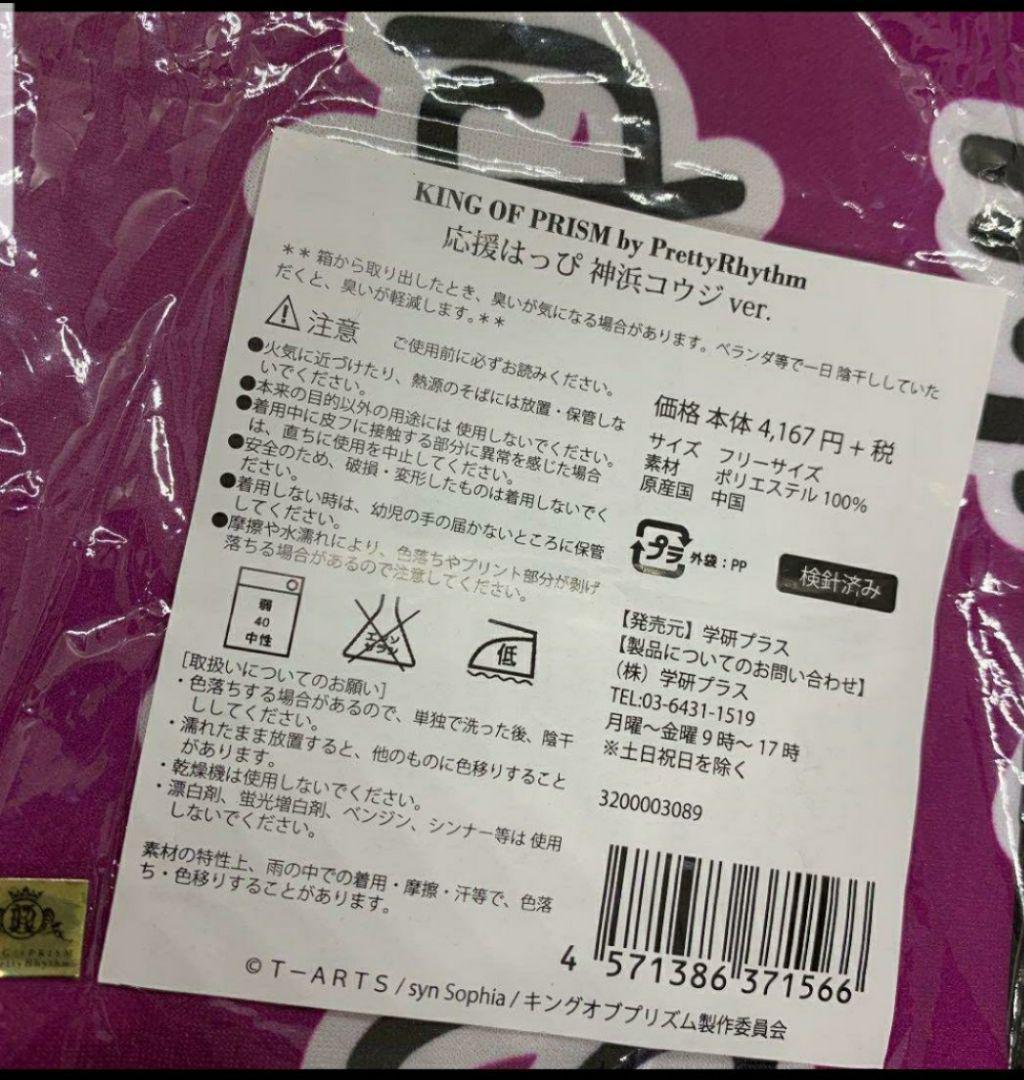 KING OF PRISM by PrettyRhythm
応援はっぴ 神浜コウジ ver.
＊＊箱から取り出したとき、臭いが気になる場合があります。ベランダ等で一日 陰干ししていた
だくと、臭いが軽減します。＊＊
注意 ご使用前に必ずお読みください。
●火気に近づけたり、熱源のそばには放置・保管しな
いでください。
●本来の目的以外の用途には 使用しないでください。
●着用中に皮フに接触する部分に異常を感じた場合
は、直ちに使用を中止してください。
●安全のため、破損・変形したものは着用しないでく
ださい。
●着用しない時は、幼児の手の届かないところに保管
してください。
●摩擦や水濡れにより、色落ちやプリント部分が剥げ
落ちる場合があるので注意してください。
弱
40
中性
エンソ
サラン
低
［取扱いについてのお願い］
・色落ちする場合があるので、単独で洗った後、陰干
ししてください。
・濡れたまま放置すると、他のものに色移りすること
があります。
・乾燥機は使用しないでください。
・漂白剤、蛍光増白剤、ベンジン、シンナー等は 使用
しないでください。
素材の特性上、雨の中での着用・摩擦・汗等で、色落
ち・色移りすることがあります。
価格 本体 4,167 円＋税
サイズ フリーサイズ
素材 ポリエステル 100%
原産国 中国
プラ 外袋：PP
検針済み
【発売元】学研プラス
【製品についてのお問い合わせ】
（株）学研プラス
TEL:03-6431-1519
月曜～金曜 9 時～ 17 時
※土日祝日を除く
3200003089
4 571386 371566
© T－ARTS / syn Sophia / キングオブプリズム製作委員会